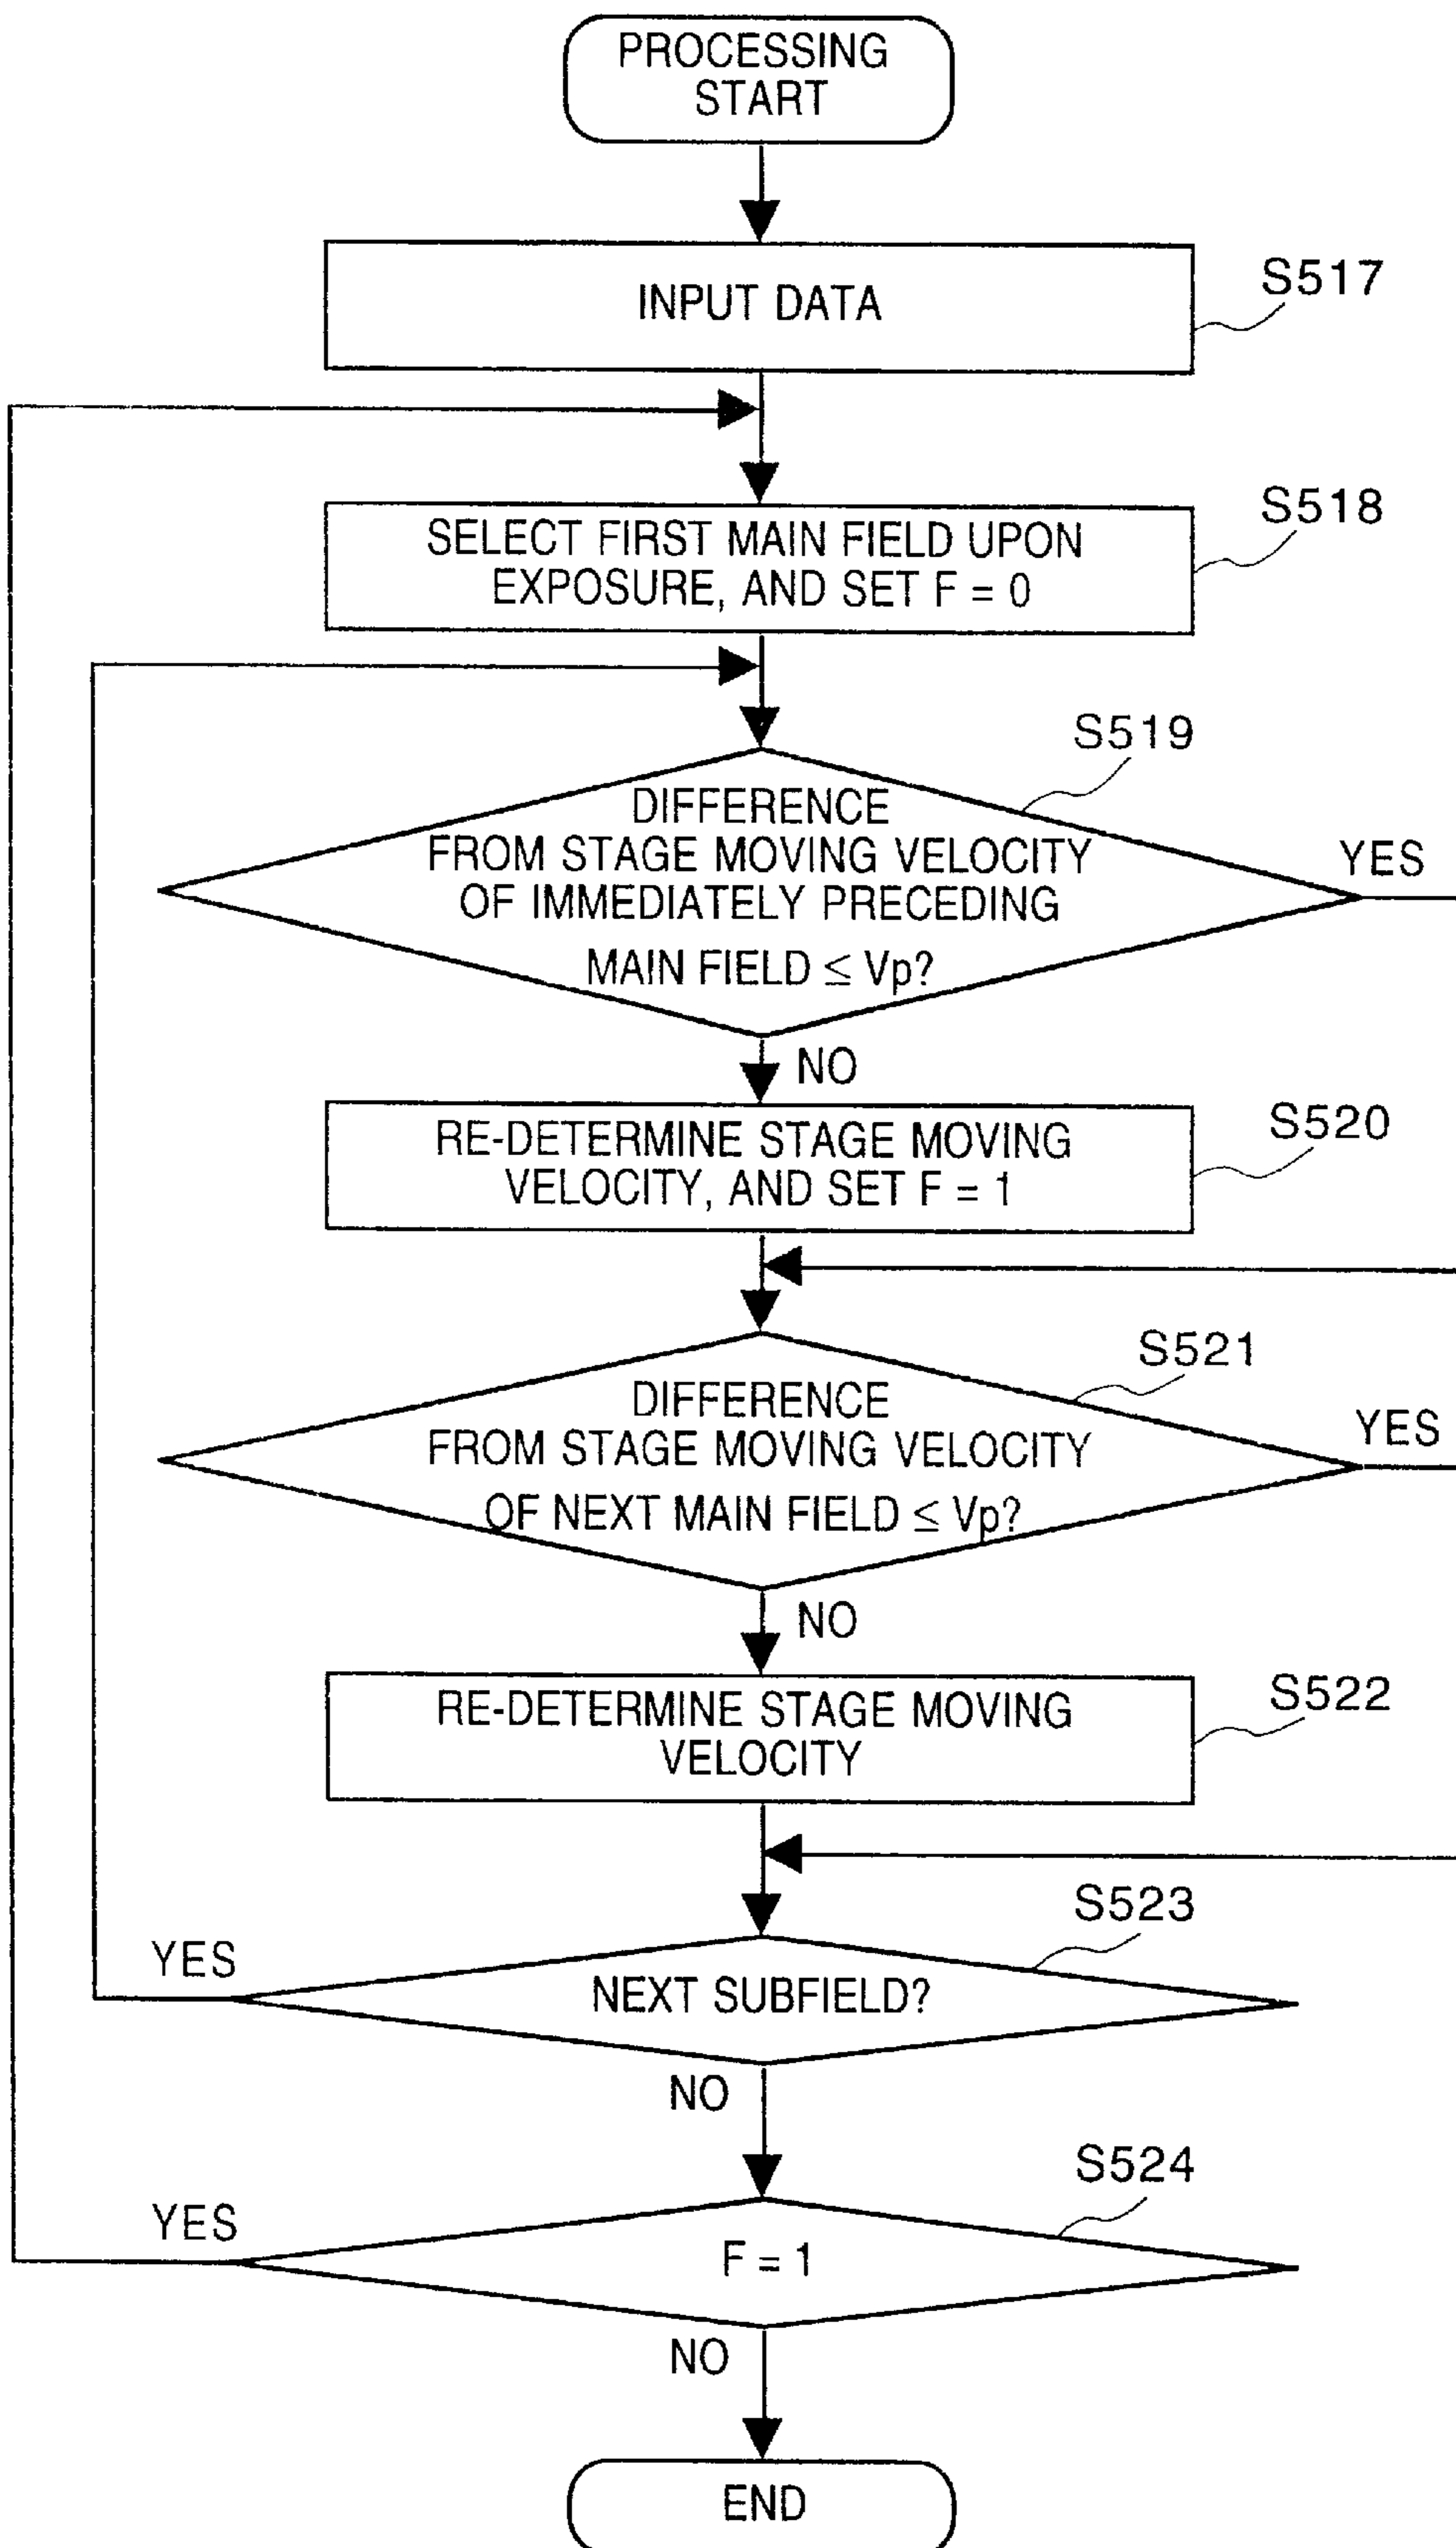 PROCESSING
START
INPUT DATA
S517
SELECT FIRST MAIN FIELD UPON
EXPOSURE, AND SET F = 0
S518
S519
DIFFERENCE
FROM STAGE MOVING VELOCITY
OF IMMEDIATELY PRECEDING
MAIN FIELD ≤ Vp?
YES
NO
RE-DETERMINE STAGE MOVING
VELOCITY, AND SET F = 1
S520
S521
DIFFERENCE
FROM STAGE MOVING VELOCITY
OF NEXT MAIN FIELD ≤ Vp?
YES
NO
RE-DETERMINE STAGE MOVING
VELOCITY
S522
S523
YES
NEXT SUBFIELD?
NO
S524
YES
F = 1
NO
END